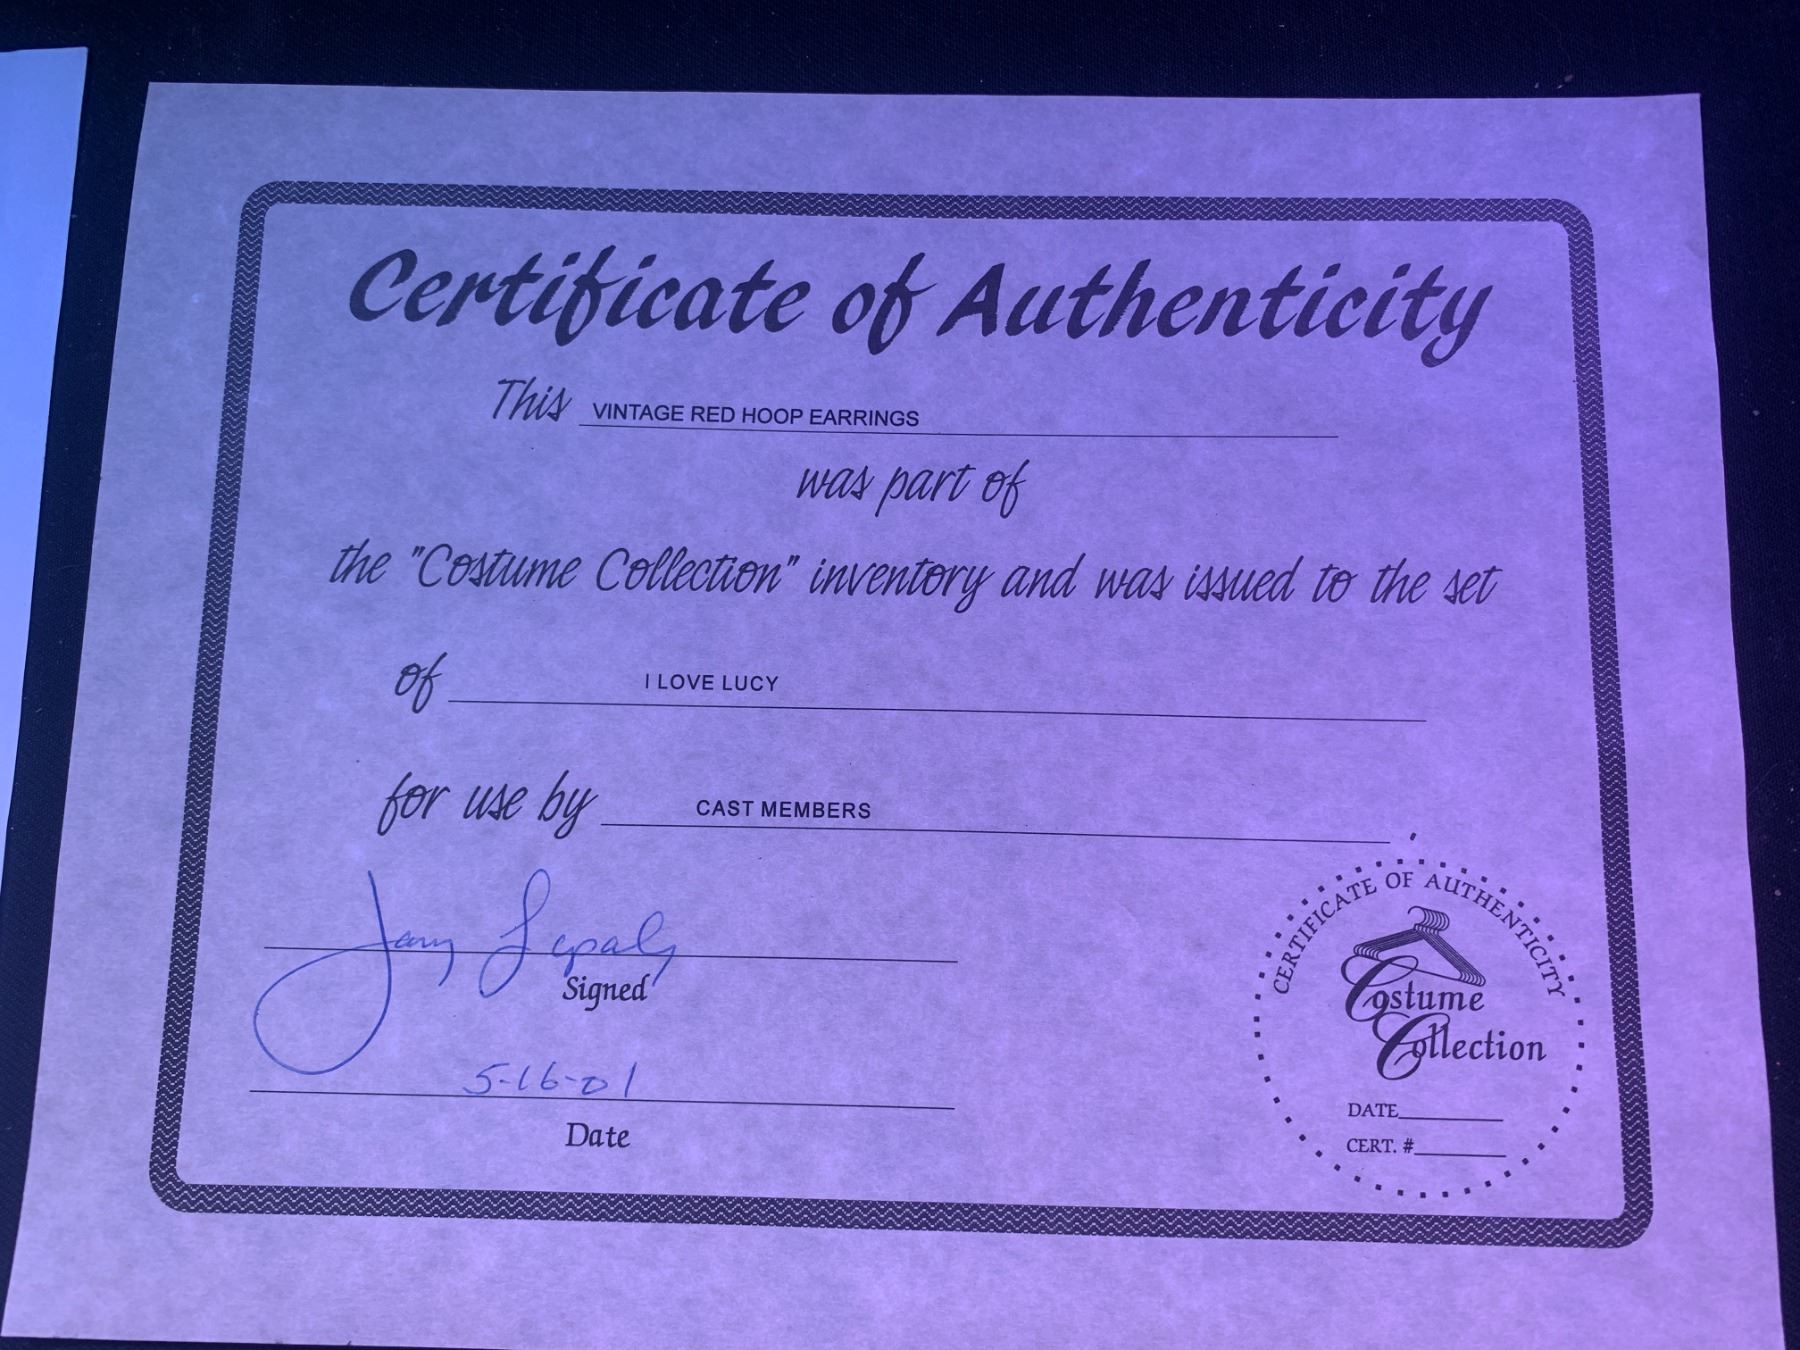 Certificate of Authenticity
This VINTAGE RED HOOP EARRINGS
was part of
the "Costume Collection" inventory and was issued to the set
of I LOVE LUCY
for use by CAST MEMBERS
Signed
5-16-01
Date
CERTIFICATE OF AUTHENTICITY
Costume
Collection
DATE
CERT. #